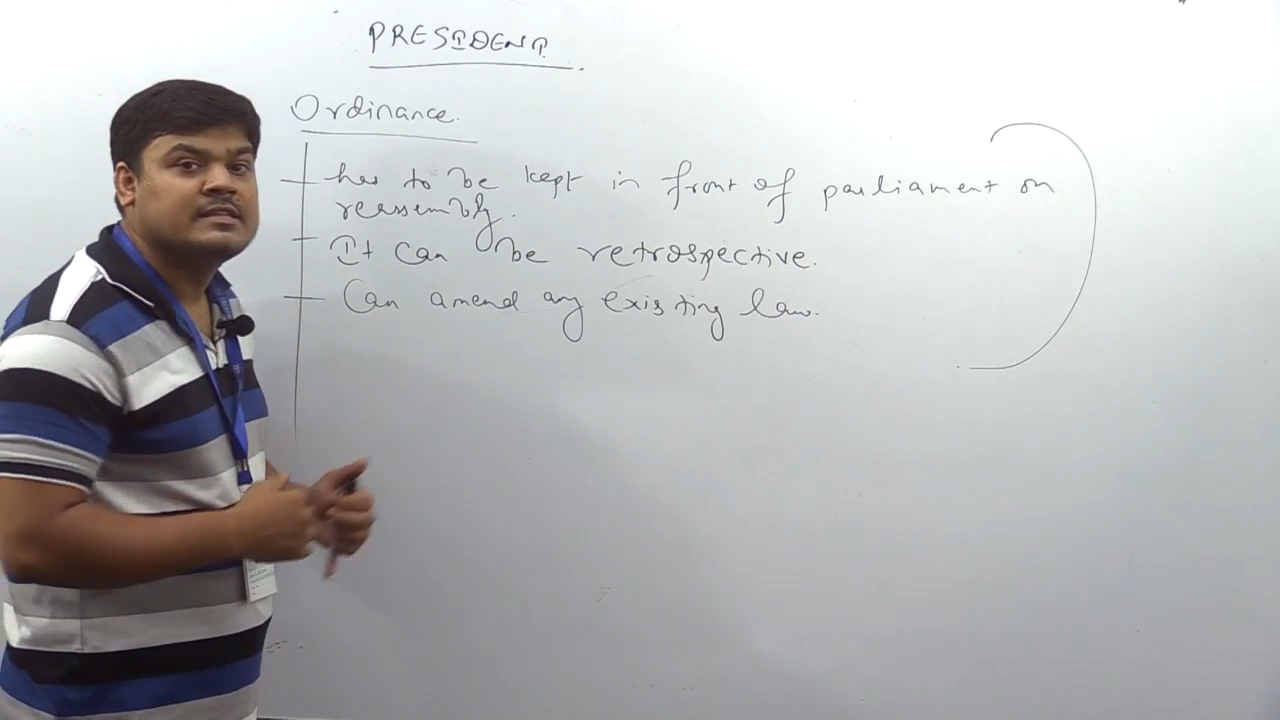 PRESIDENT.
Ordinance.
has to be kept in front of parliament on
reassembly.
It can be retrospective.
Can amend any existing law.